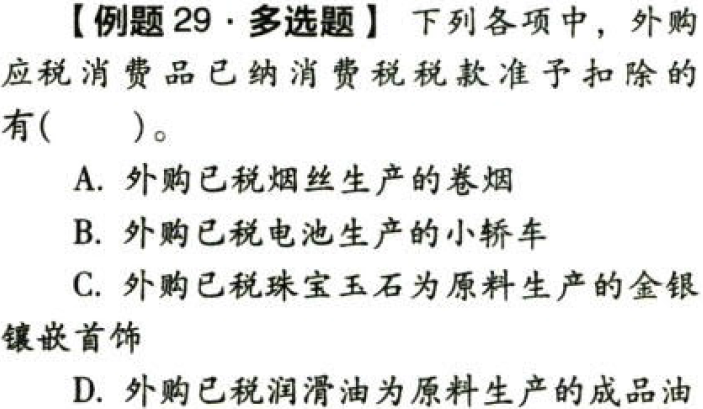 【例题29·多选题】 下列各项中，外购
应税消费品已纳消费税税款准予扣除的
有(　　)。
A. 外购已税烟丝生产的卷烟
B. 外购已税电池生产的小轿车
C. 外购已税珠宝玉石为原料生产的金银
镶嵌首饰
D. 外购已税润滑油为原料生产的成品油